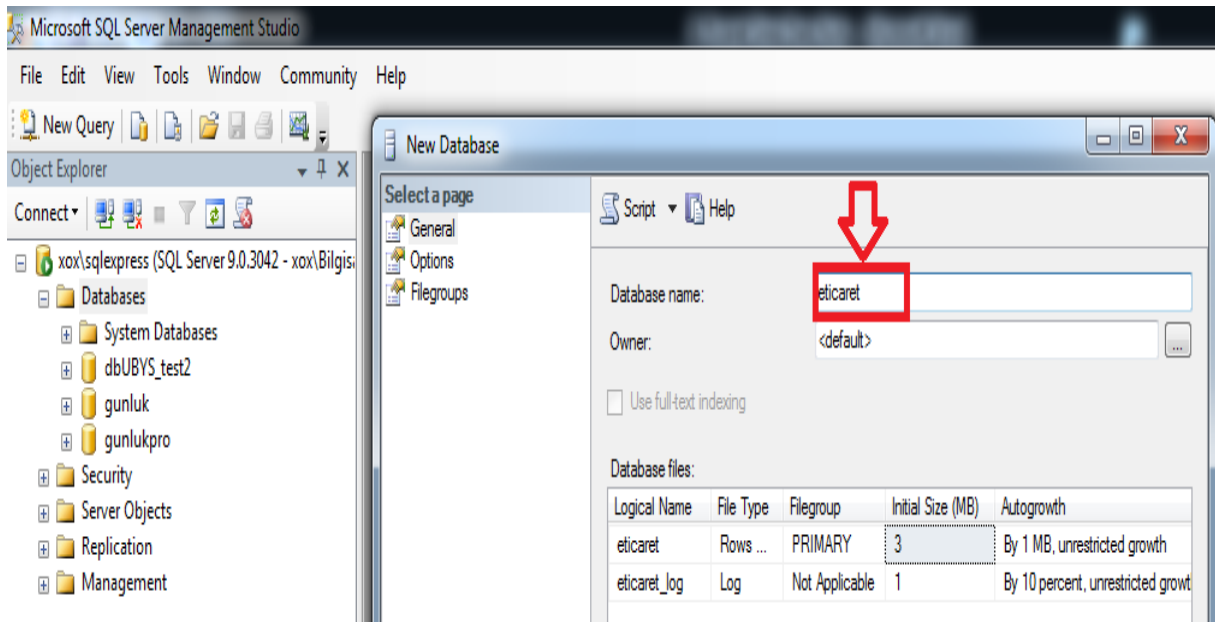 Microsoft SQL Server Management Studio
File Edit View Tools Window Community Help
New Query
Object Explorer
Connect
xox\sqlexpress (SQL Server 9.0.3042 - xox\Bilgisa
Databases
System Databases
dbUBYS_test2
gunluk
gunlukpro
Security
Server Objects
Replication
Management
New Database
Select a page
General
Options
Filegroups
Script Help
Database name: eticaret
Owner: <default> ...
Use full-text indexing
Database files:
Logical Name File Type Filegroup Initial Size (MB) Autogrowth
eticaret Rows ... PRIMARY 3 By 1 MB, unrestricted growth
eticaret_log Log Not Applicable 1 By 10 percent, unrestricted growt